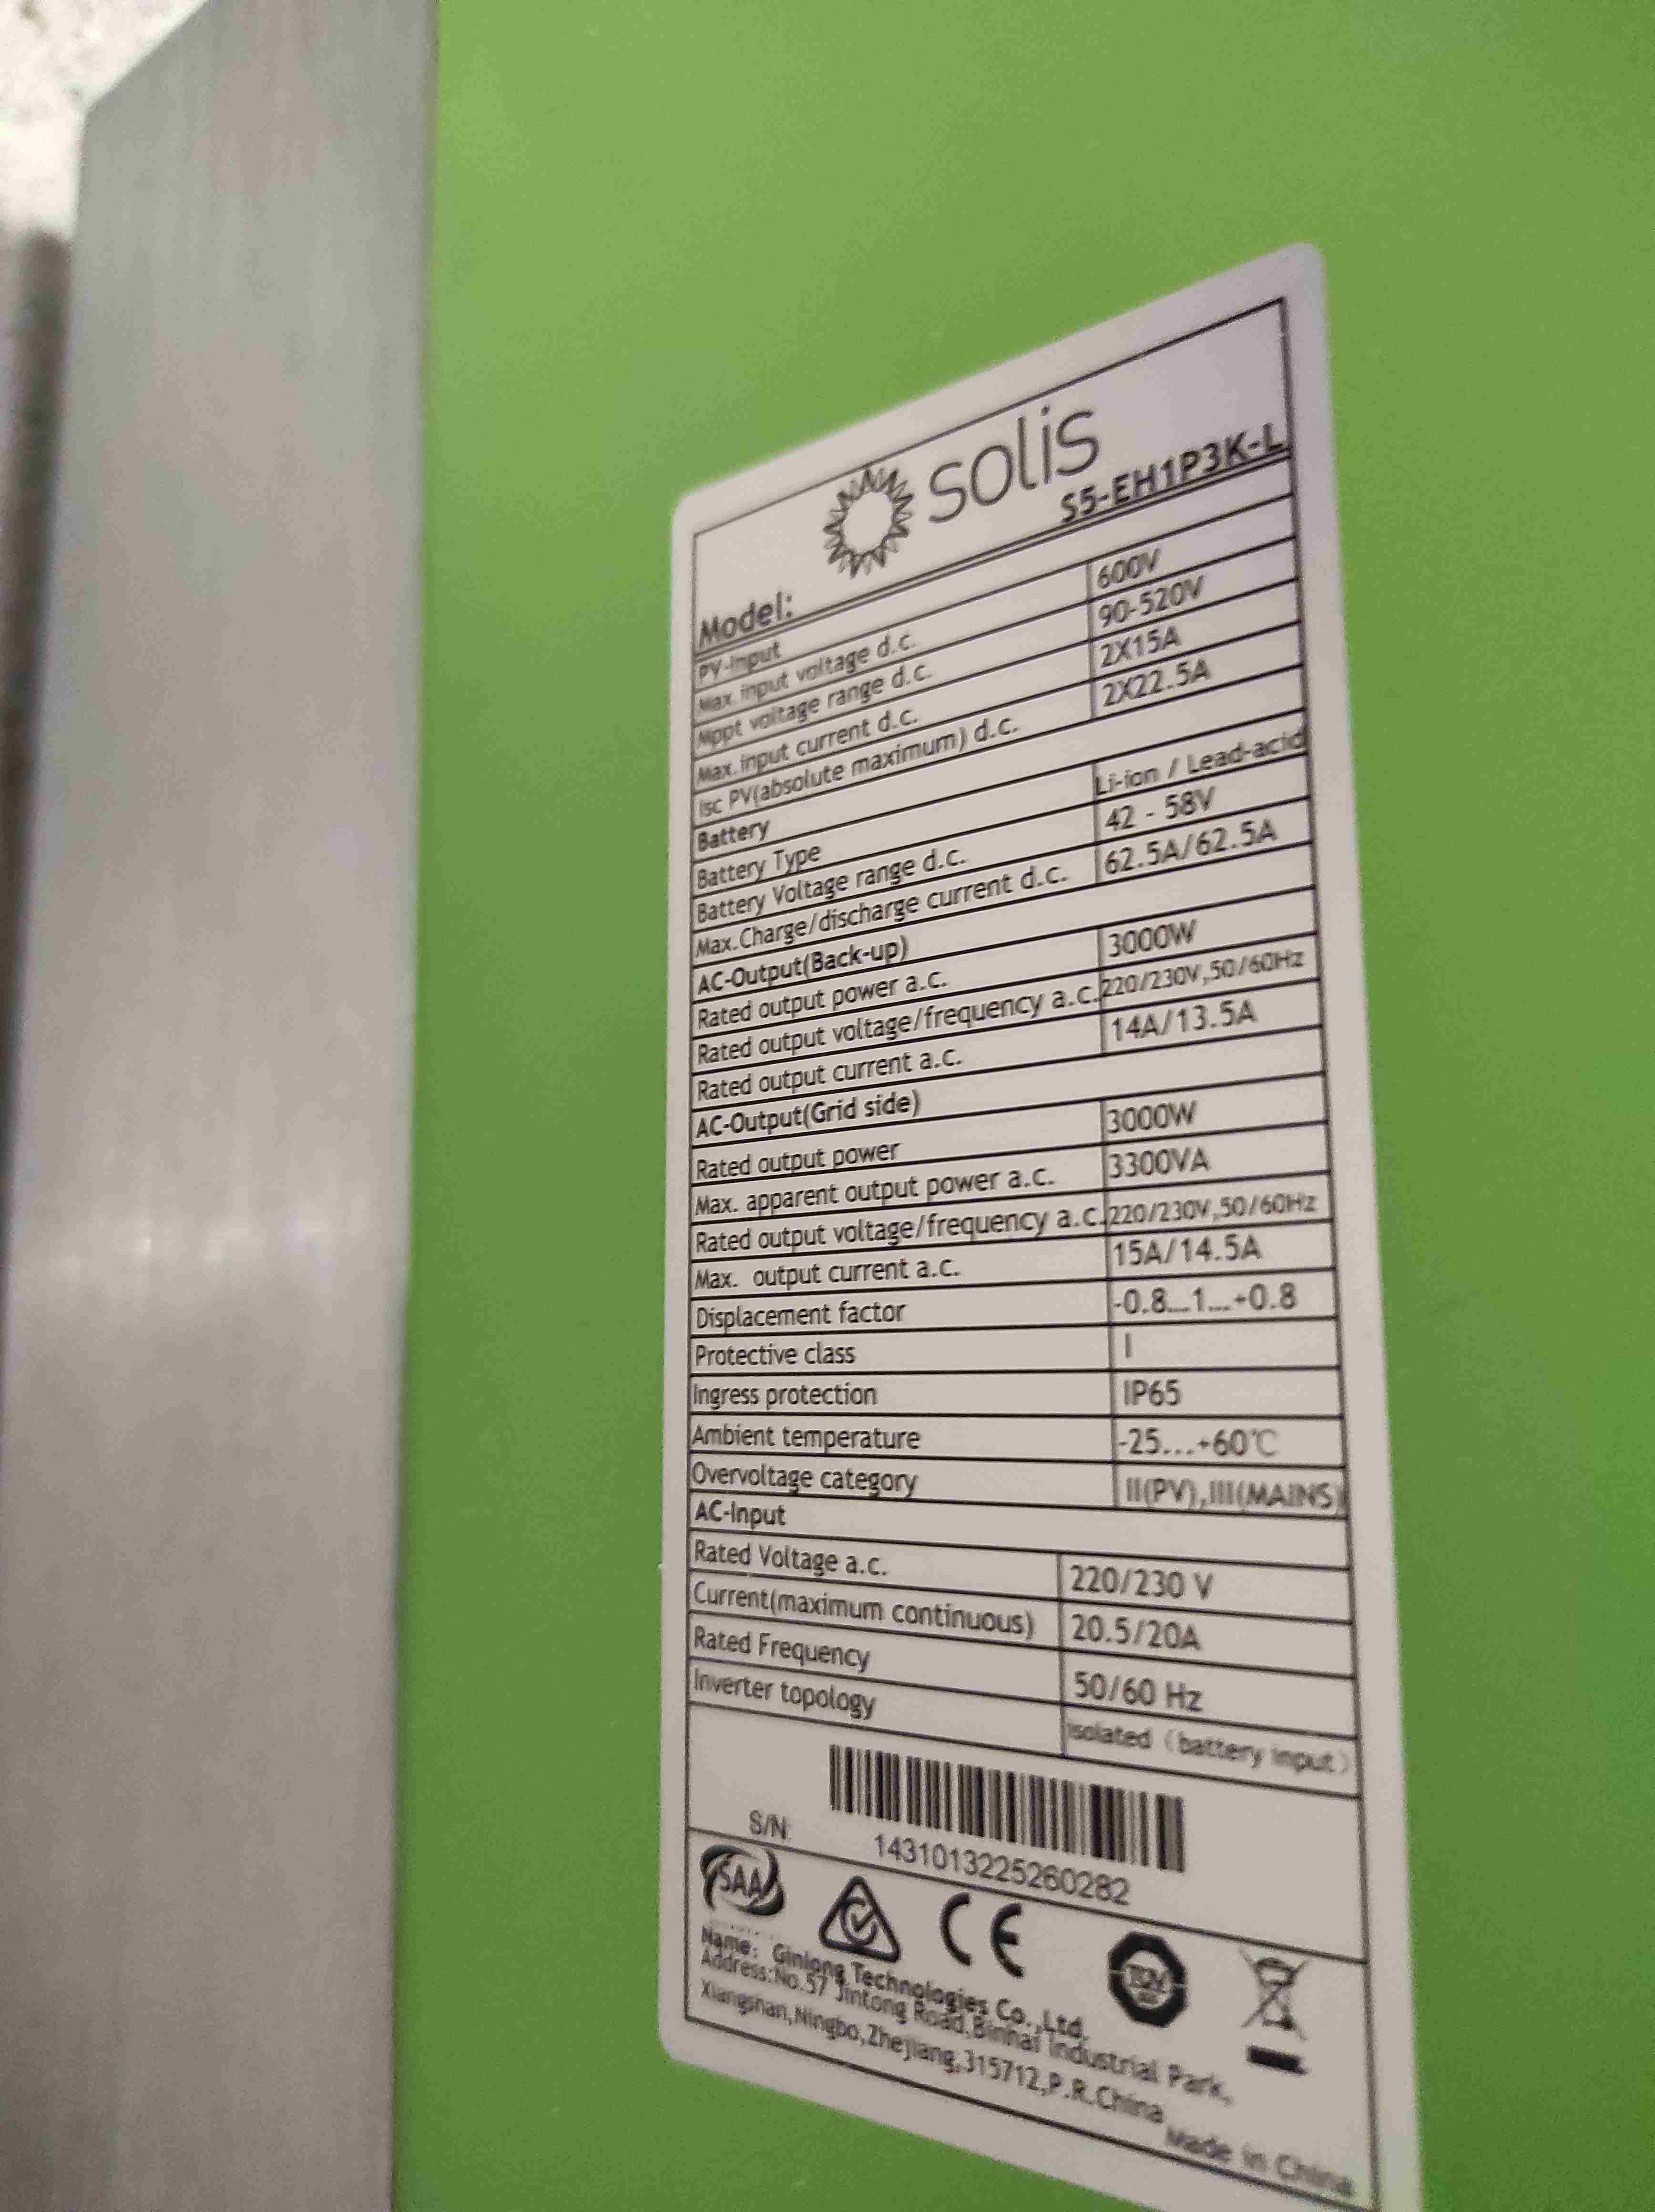 solis
Model: S5-EH1P3K-L
PV-Input
Max. input voltage d.c. 600V
Mppt voltage range d.c. 90-520V
Max. input current d.c. 2X15A
Isc PV(absolute maximum) d.c. 2X22.5A
Battery
Battery Type Li-ion / Lead-acid
Battery Voltage range d.c. 42 - 58V
Max.Charge/discharge current d.c. 62.5A/62.5A
AC-Output(Back-up)
Rated output power a.c. 3000W
Rated output voltage/frequency a.c. 220/230V,50/60Hz
Rated output current a.c. 14A/13.5A
AC-Output(Grid side)
Rated output power 3000W
Max. apparent output power a.c. 3300VA
Rated output voltage/frequency a.c. 220/230V,50/60Hz
Max. output current a.c. 15A/14.5A
Displacement factor -0.8...1...+0.8
Protective class I
Ingress protection IP65
Ambient temperature -25...+60℃
Overvoltage category II(PV),III(MAINS)
AC-Input
Rated Voltage a.c. 220/230 V
Current(maximum continuous) 20.5/20A
Rated Frequency 50/60 Hz
Inverter topology Isolated (battery input)
S/N: 1431013225260282
SAA CE TÜV
Name: Ginlong Technologies Co.,Ltd.
Address:No.57 Jintong Road,Binhai Industrial Park,
Xiangshan,Ningbo,Zhejiang,315712,P.R.China
Made in China